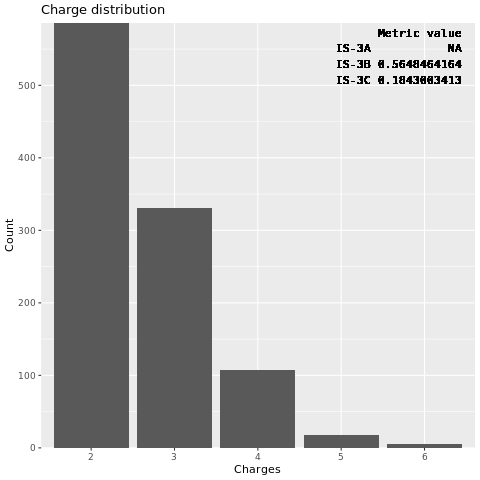 Charge distribution
Metric value
IS-3A NA
IS-3B 0.5648464164
IS-3C 0.1843003413
500
400
300
200
100
0
Count
2 3 4 5 6
Charges